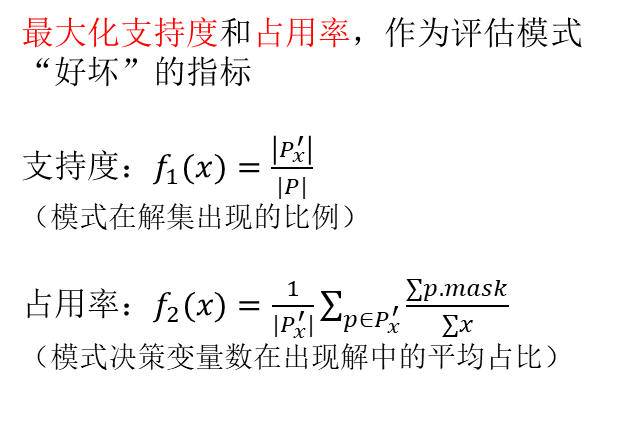 最大化支持度和占用率，作为评估模式
“好坏”的指标
支持度：f₁(x) = |P′ₓ| / |P|
（模式在解集出现的比例）
占用率：f₂(x) = 1 / |P′ₓ| ∑p∈P′ₓ ∑p.mask / ∑x
（模式决策变量数在出现解中的平均占比）